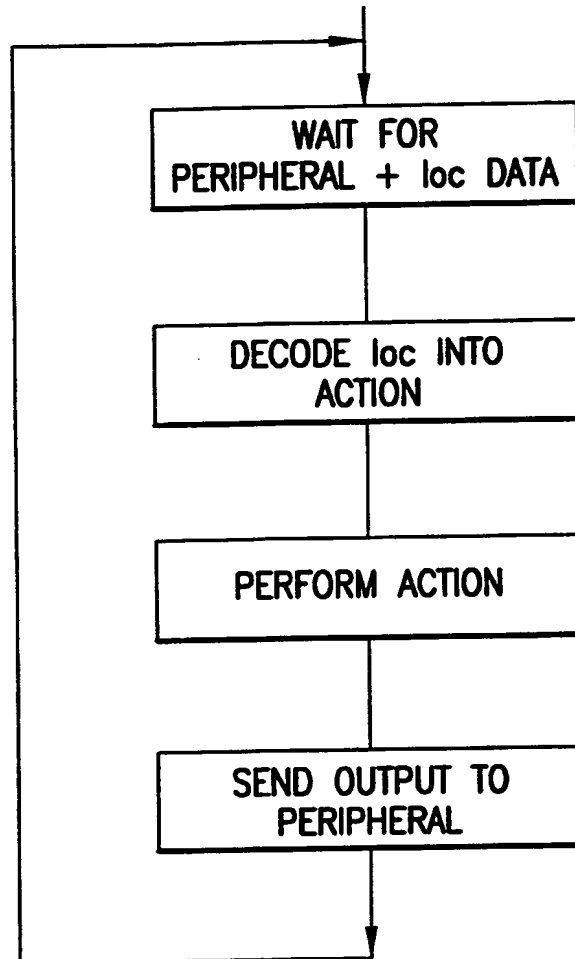 WAIT FOR
PERIPHERAL + loc DATA
DECODE loc INTO
ACTION
PERFORM ACTION
SEND OUTPUT TO
PERIPHERAL